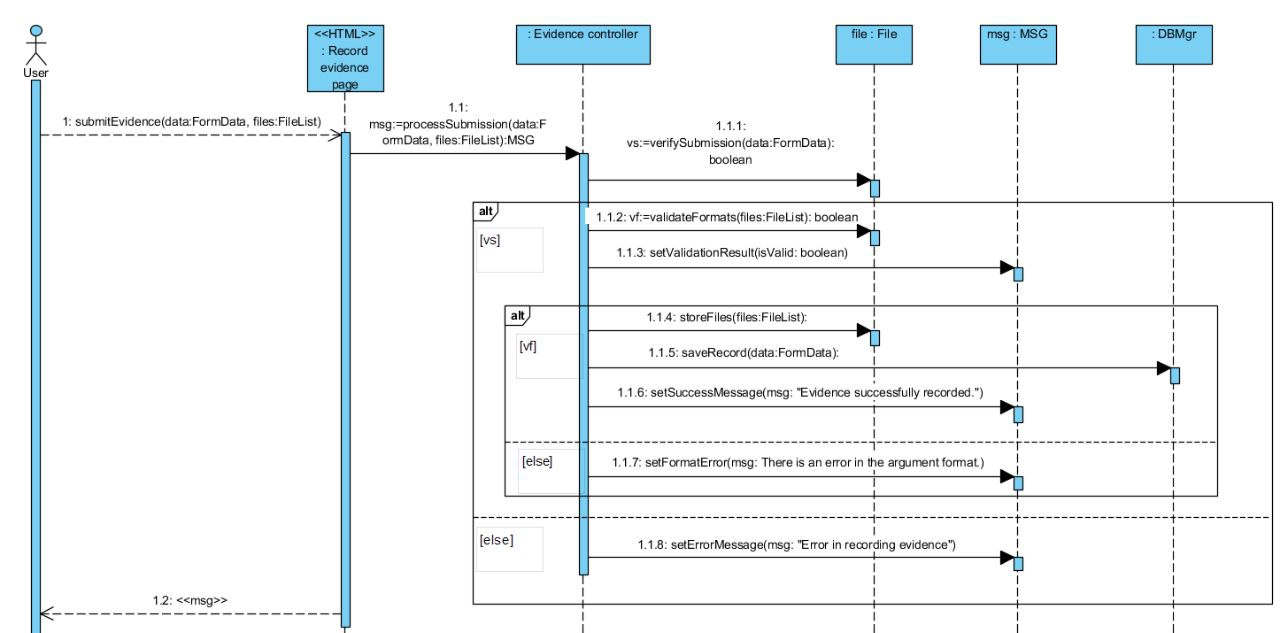 <<HTML>>
: Record
evidence
page
: Evidence controller
file : File
msg : MSG
: DBMgr
User
1: submitEvidence(data:FormData, files:FileList)
1.1:
msg:=processSubmission(data:F
ormData, files:FileList):MSG
1.1.1:
vs:=verifySubmission(data:FormData):
boolean
alt
[vs]
1.1.2: vf:=validateFormats(files:FileList): boolean
1.1.3: setValidationResult(isValid: boolean)
alt
[vf]
1.1.4: storeFiles(files:FileList):
1.1.5: saveRecord(data:FormData):
1.1.6: setSuccessMessage(msg: "Evidence successfully recorded.")
[else]
1.1.7: setFormatError(msg: There is an error in the argument format.)
[else]
1.1.8: setErrorMessage(msg: "Error in recording evidence")
1.2: <<msg>>